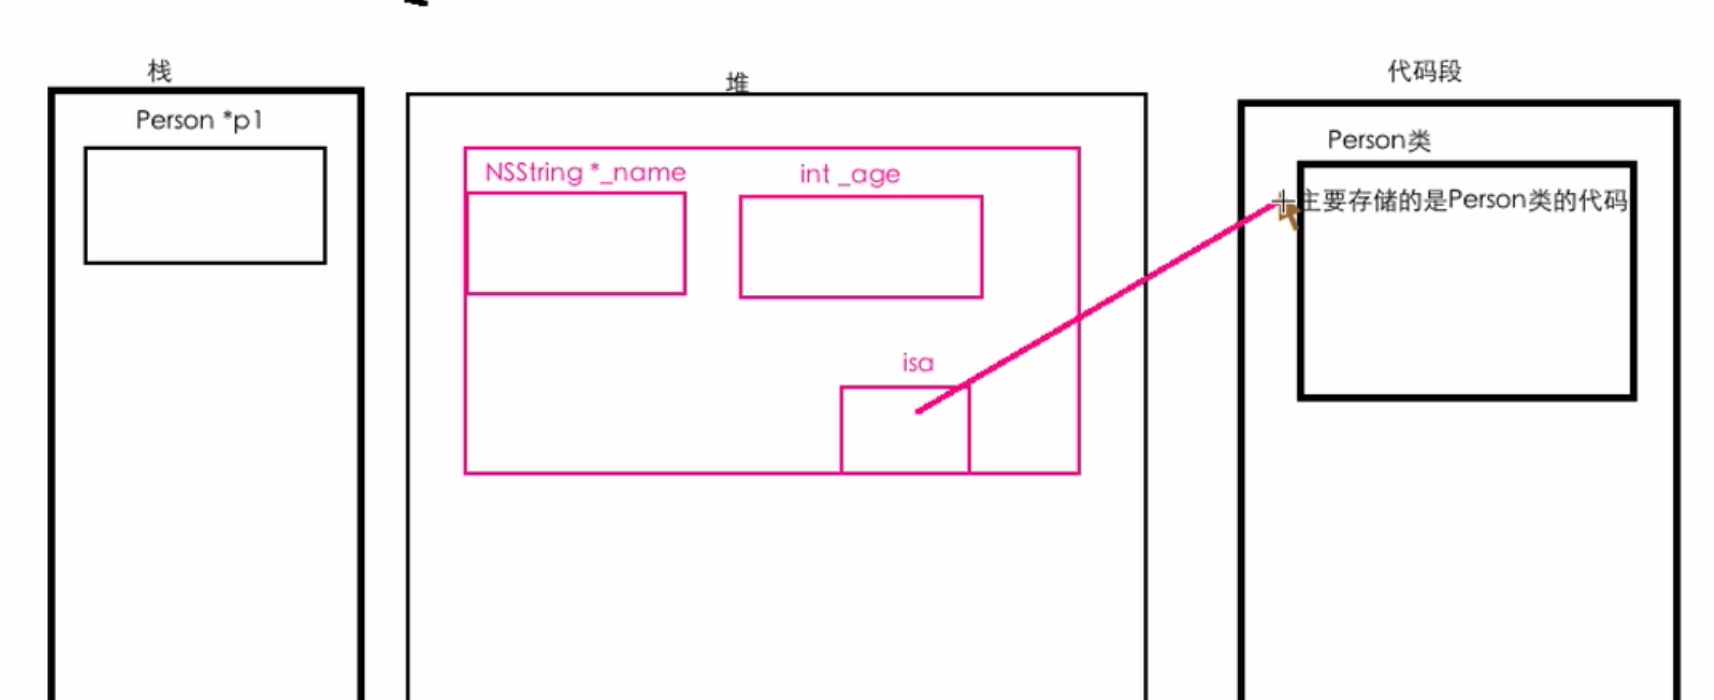 栈
Person *p1
堆
NSString *_name
int _age
isa
代码段
Person类
主要存储的是Person类的代码